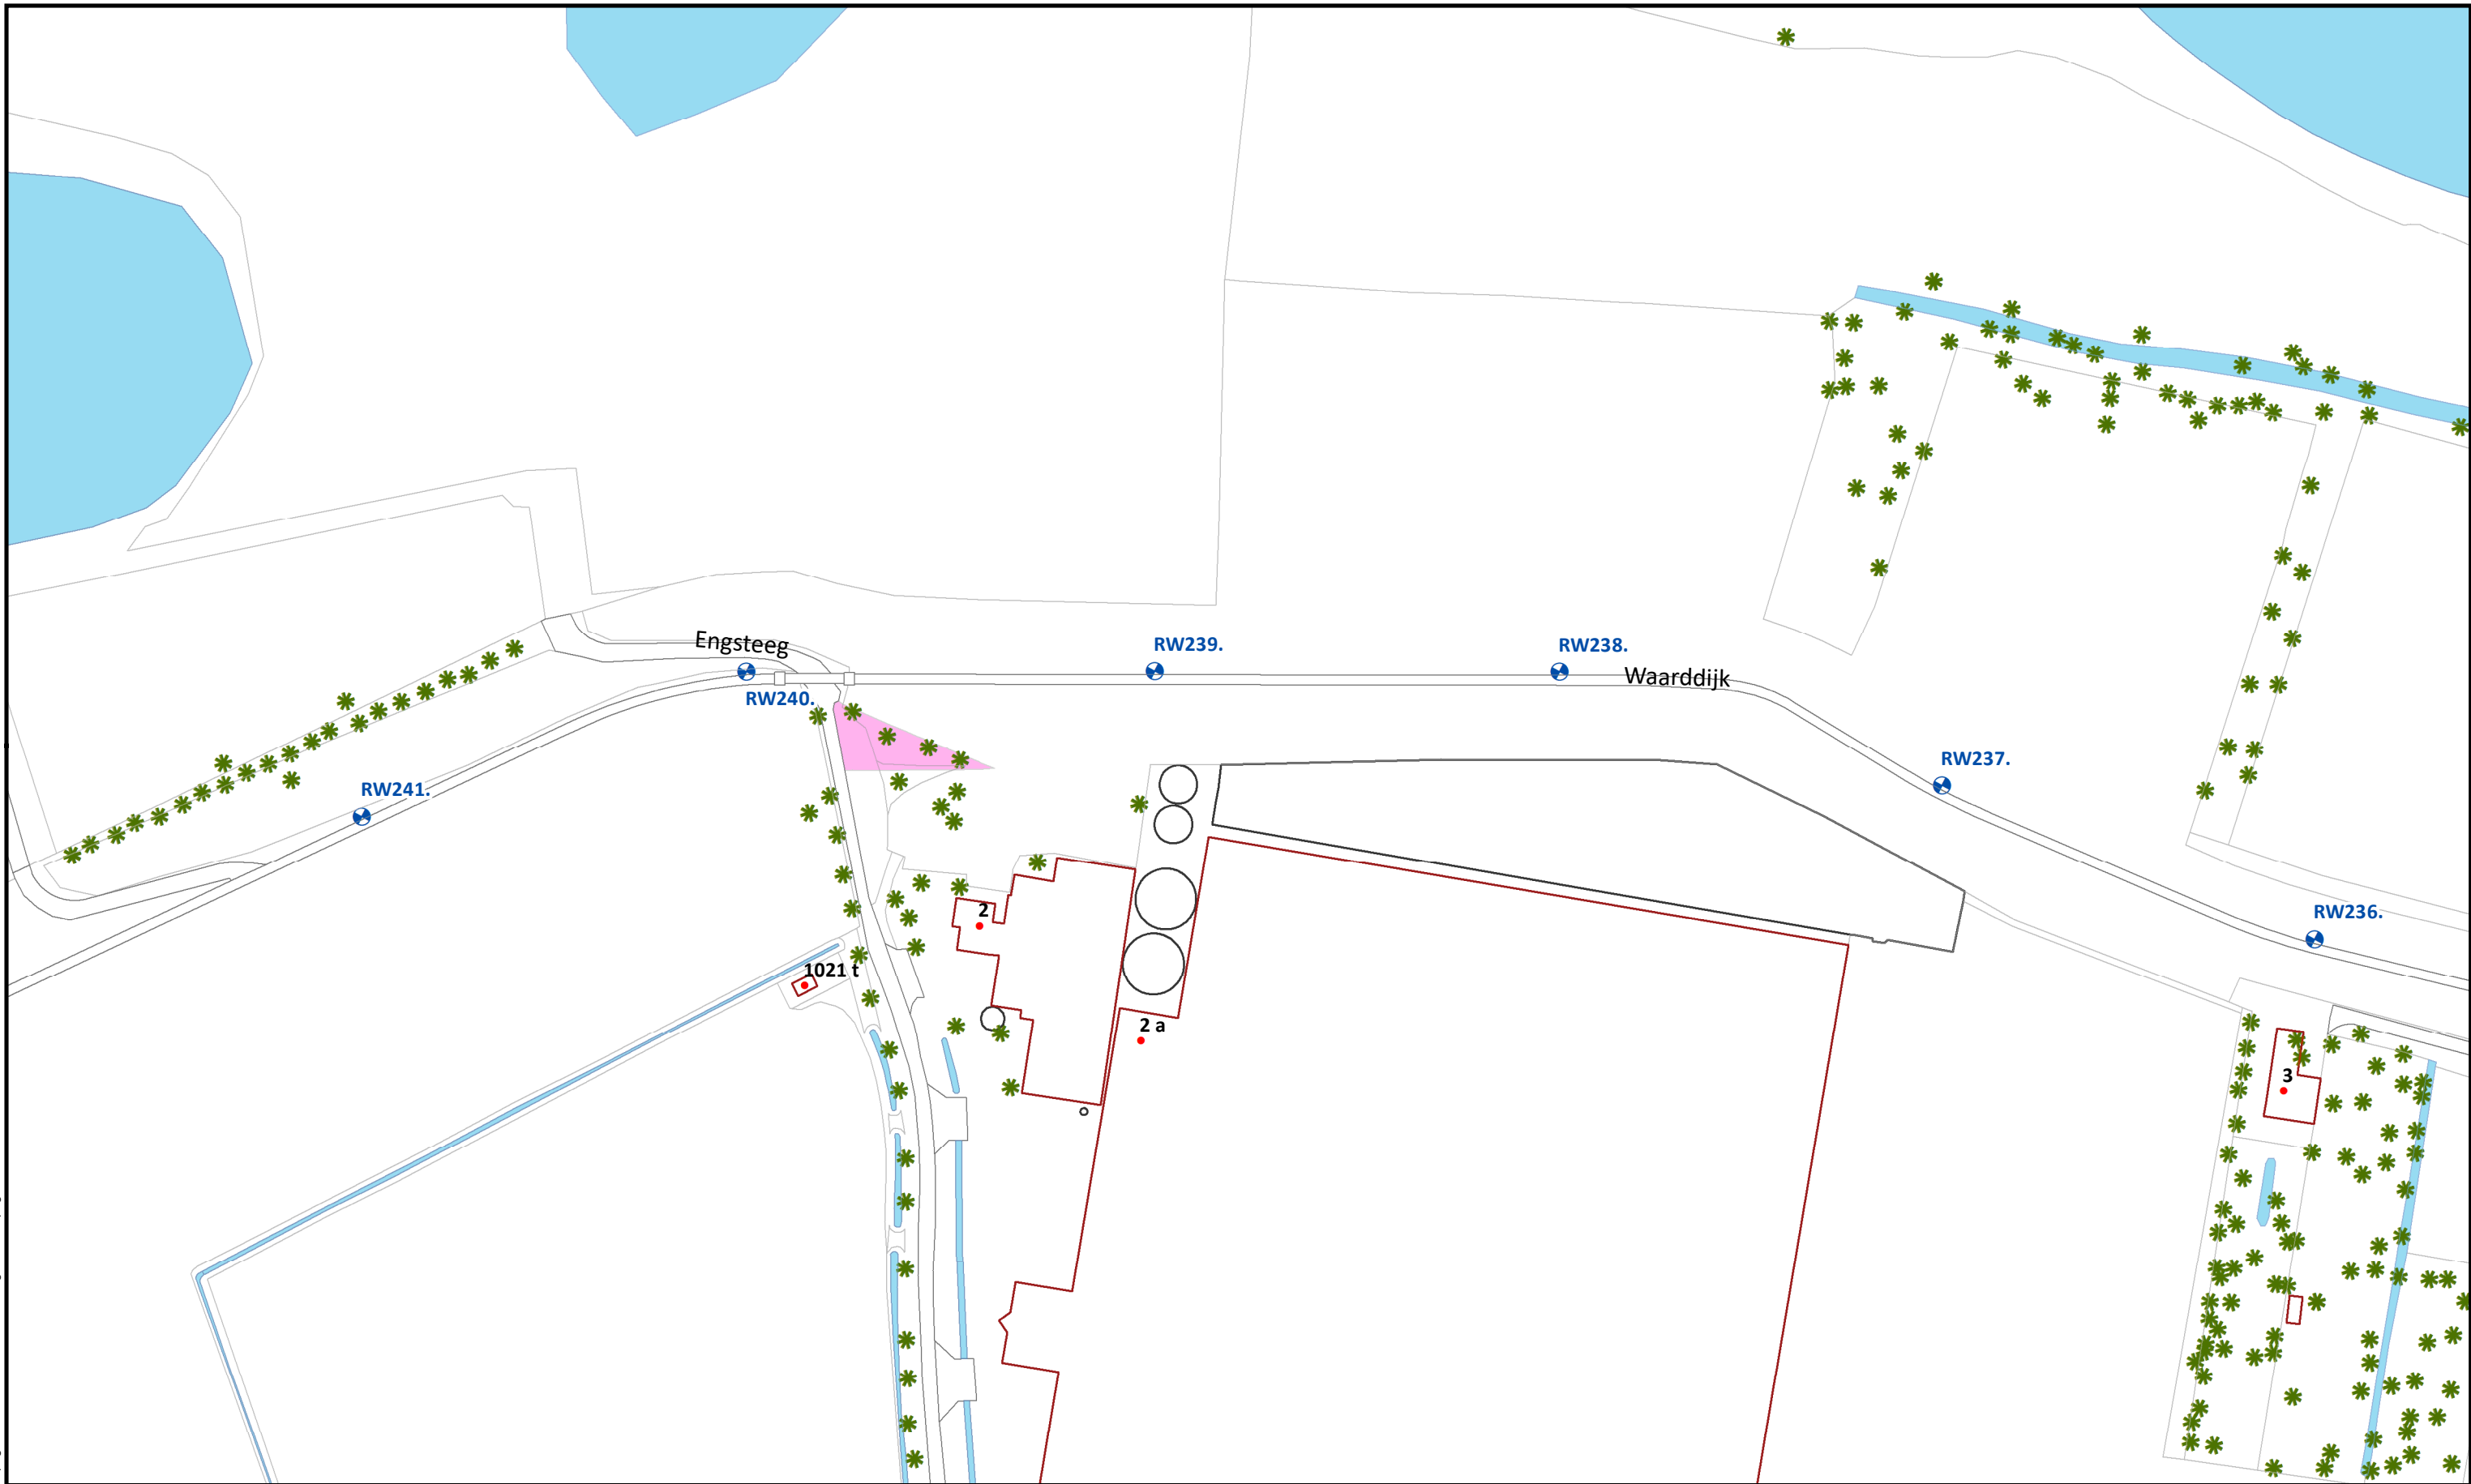 Engsteeg
RW239.
RW238.
Waarddijk
RW240.
RW237.
RW241.
2
RW236.
1021 t
2 a
3